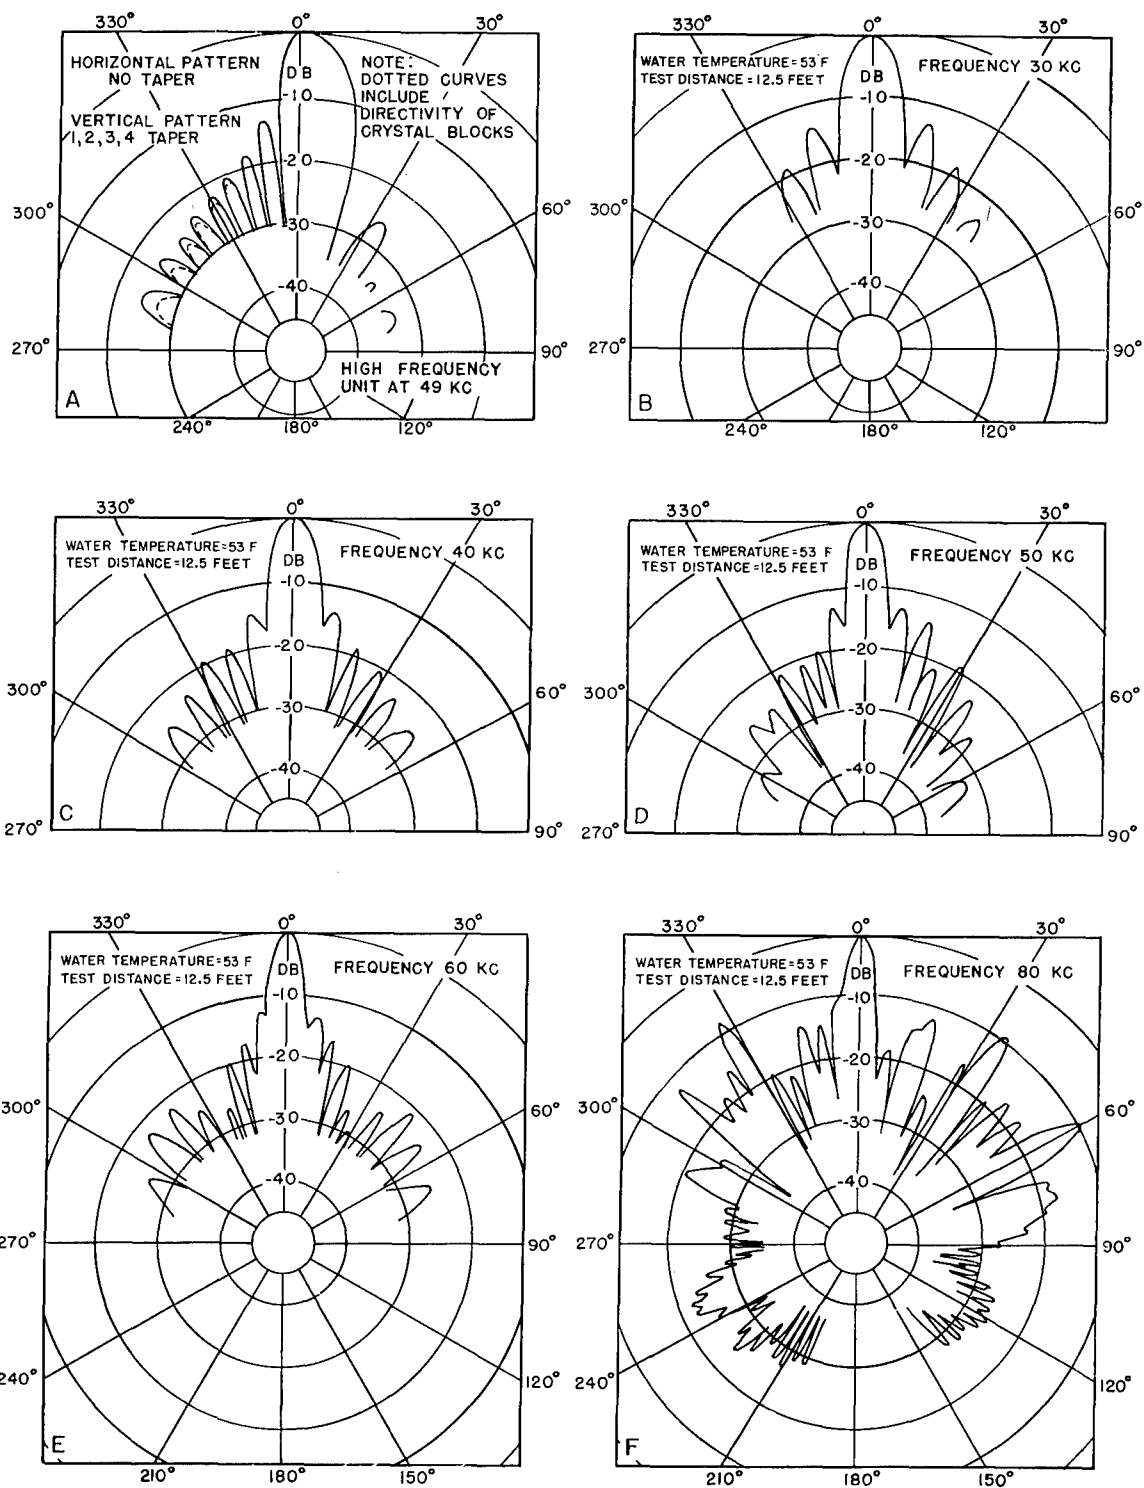 330° 0° 30°
HORIZONTAL PATTERN
NO TAPER
VERTICAL PATTERN
1,2,3,4 TAPER
NOTE:
DOTTED CURVES
INCLUDE
DIRECTIVITY OF
CRYSTAL BLOCKS
DB
-10
-20
-30
-40
300° 60°
270° 90°
HIGH FREQUENCY
UNIT AT 49 KC
A
240° 180° 120°
330° 0° 30°
WATER TEMPERATURE=53°F
TEST DISTANCE=12.5 FEET
FREQUENCY 30 KC
DB
-10
-20
-30
-40
300° 60°
270° 90°
B
240° 180° 120°
330° 0° 30°
WATER TEMPERATURE=53 F
TEST DISTANCE=12.5 FEET
FREQUENCY 40 KC
DB
-10
-20
-30
-40
300° 60°
C
270° 90°
330° 0° 30°
WATER TEMPERATURE=53 F
TEST DISTANCE=12.5 FEET
FREQUENCY 50 KC
DB
-10
-20
-30
-40
300° 60°
D
270° 90°
330° 0° 30°
WATER TEMPERATURE=53 F
TEST DISTANCE=12.5 FEET
FREQUENCY 60 KC
DB
-10
-20
-30
-40
300° 60°
270° 90°
240° 120°
E
210° 180° 150°
330° 0° 30°
WATER TEMPERATURE=53 F
TEST DISTANCE=12.5 FEET
FREQUENCY 80 KC
DB
-10
-20
-30
-40
300° 60°
270° 90°
240° 120°
F
210° 180° 150°